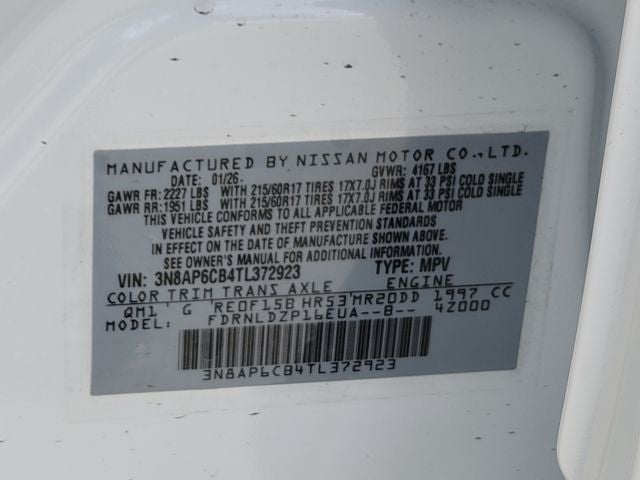 MANUFACTURED BY NISSAN MOTOR CO.,LTD.
DATE: 01/26. GVWR: 4167 LBS
GAWR FR: 2227 LBS WITH 215/60R17 TIRES 17X7.0J RIMS AT 33 PSI COLD SINGLE
GAWR RR: 1951 LBS WITH 215/60R17 TIRES 17X7.0J RIMS AT 33 PSI COLD SINGLE
THIS VEHICLE CONFORMS TO ALL APPLICABLE FEDERAL MOTOR
VEHICLE SAFETY AND THEFT PREVENTION STANDARDS
IN EFFECT ON THE DATE OF MANUFACTURE SHOWN ABOVE.
SEE OWNER'S MANUAL FOR ADDITIONAL INFORMATION.
VIN: 3N8AP6CB4TL372923 TYPE: MPV
COLOR TRIM TRANS AXLE ENGINE
QM1 ' G ' RE0F15B HR53'MR20DD 1997 CC
MODEL: FDRNLDZP16EUA--B-- 4Z000
3N8AP6CB4TL372923